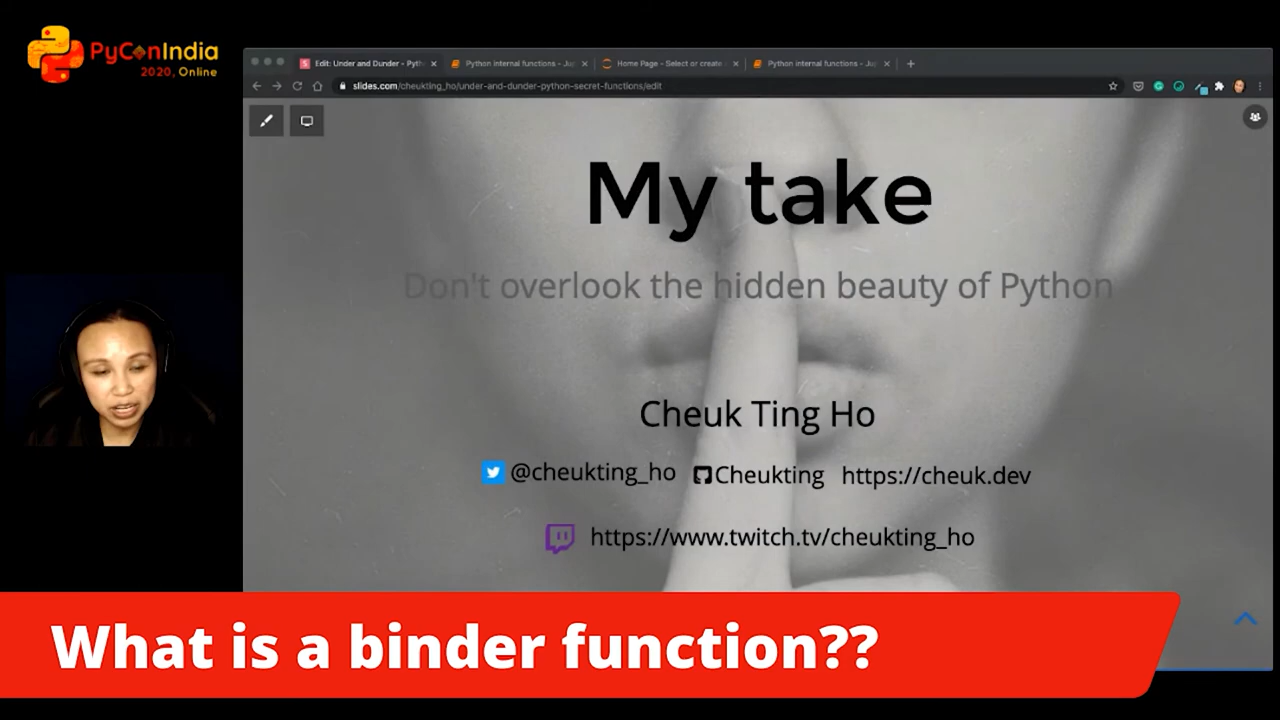 PyConIndia
2020, Online
Edit: Under and Dunder - Pyth
Python internal functions - Jup
Home Page - Select or create
Python internal functions - Jup
slides.com/cheukting_ho/under-and-dunder-python-secret-functions/edit
My take
Don't overlook the hidden beauty of Python
Cheuk Ting Ho
@cheukting_ho Cheukting https://cheuk.dev
https://www.twitch.tv/cheukting_ho
What is a binder function??